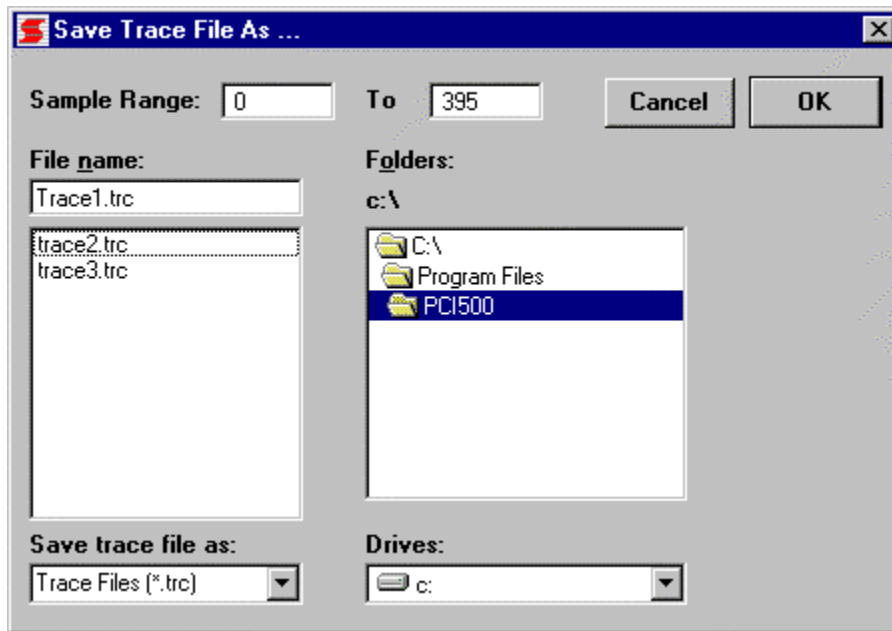 Save Trace File As ...
Sample Range: 0 To 395 Cancel OK
File name:
Trace1.trc
trace2.trc
trace3.trc
Save trace file as:
Trace Files (*.trc)
Folders:
c:\
C:\
Program Files
PCI500
Drives:
c: